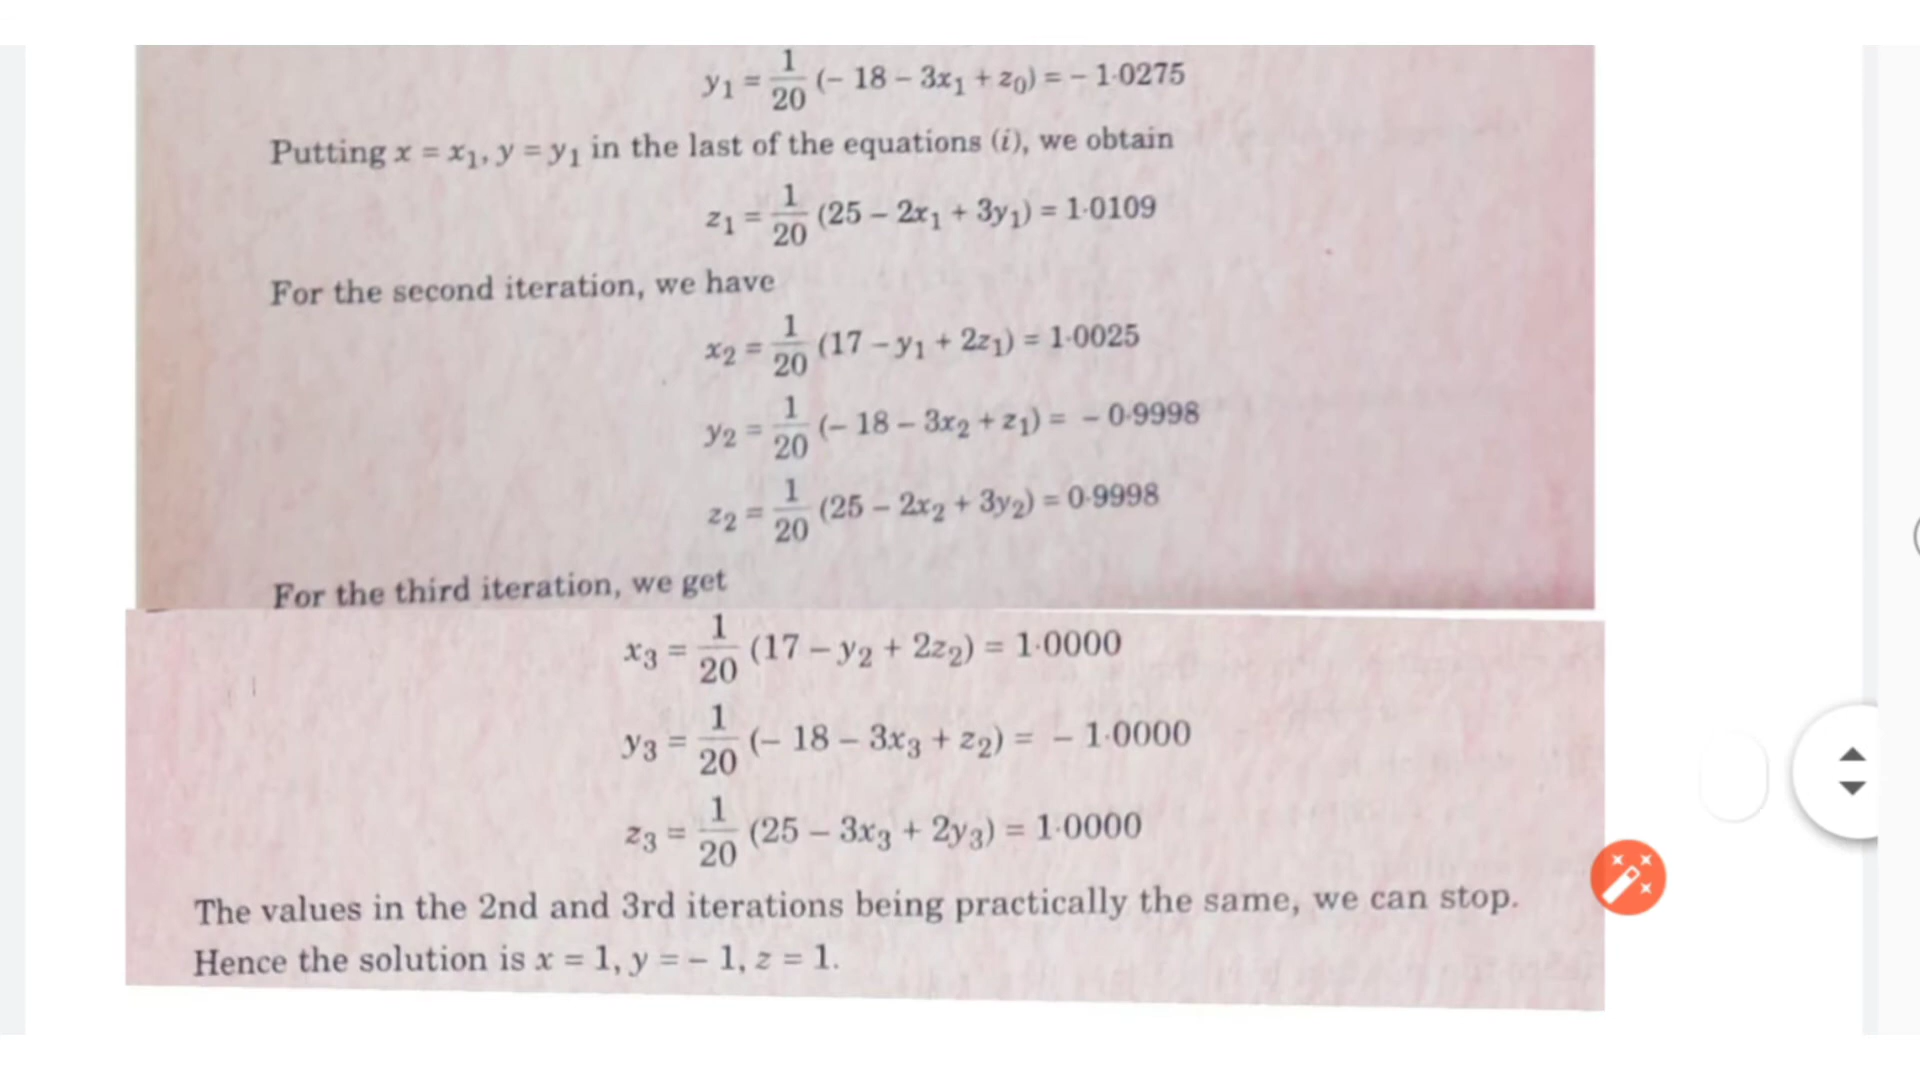 y₁ = 1/20 (– 18 – 3x₁ + z₀) = – 1·0275
Putting x = x₁, y = y₁ in the last of the equations (i), we obtain
z₁ = 1/20 (25 – 2x₁ + 3y₁) = 1·0109
For the second iteration, we have
x₂ = 1/20 (17 – y₁ + 2z₁) = 1·0025
y₂ = 1/20 (– 18 – 3x₂ + z₁) = – 0·9998
z₂ = 1/20 (25 – 2x₂ + 3y₂) = 0·9998
For the third iteration, we get
x₃ = 1/20 (17 – y₂ + 2z₂) = 1·0000
y₃ = 1/20 (– 18 – 3x₃ + z₂) = – 1·0000
z₃ = 1/20 (25 – 3x₃ + 2y₃) = 1·0000
The values in the 2nd and 3rd iterations being practically the same, we can stop.
Hence the solution is x = 1, y = – 1, z = 1.